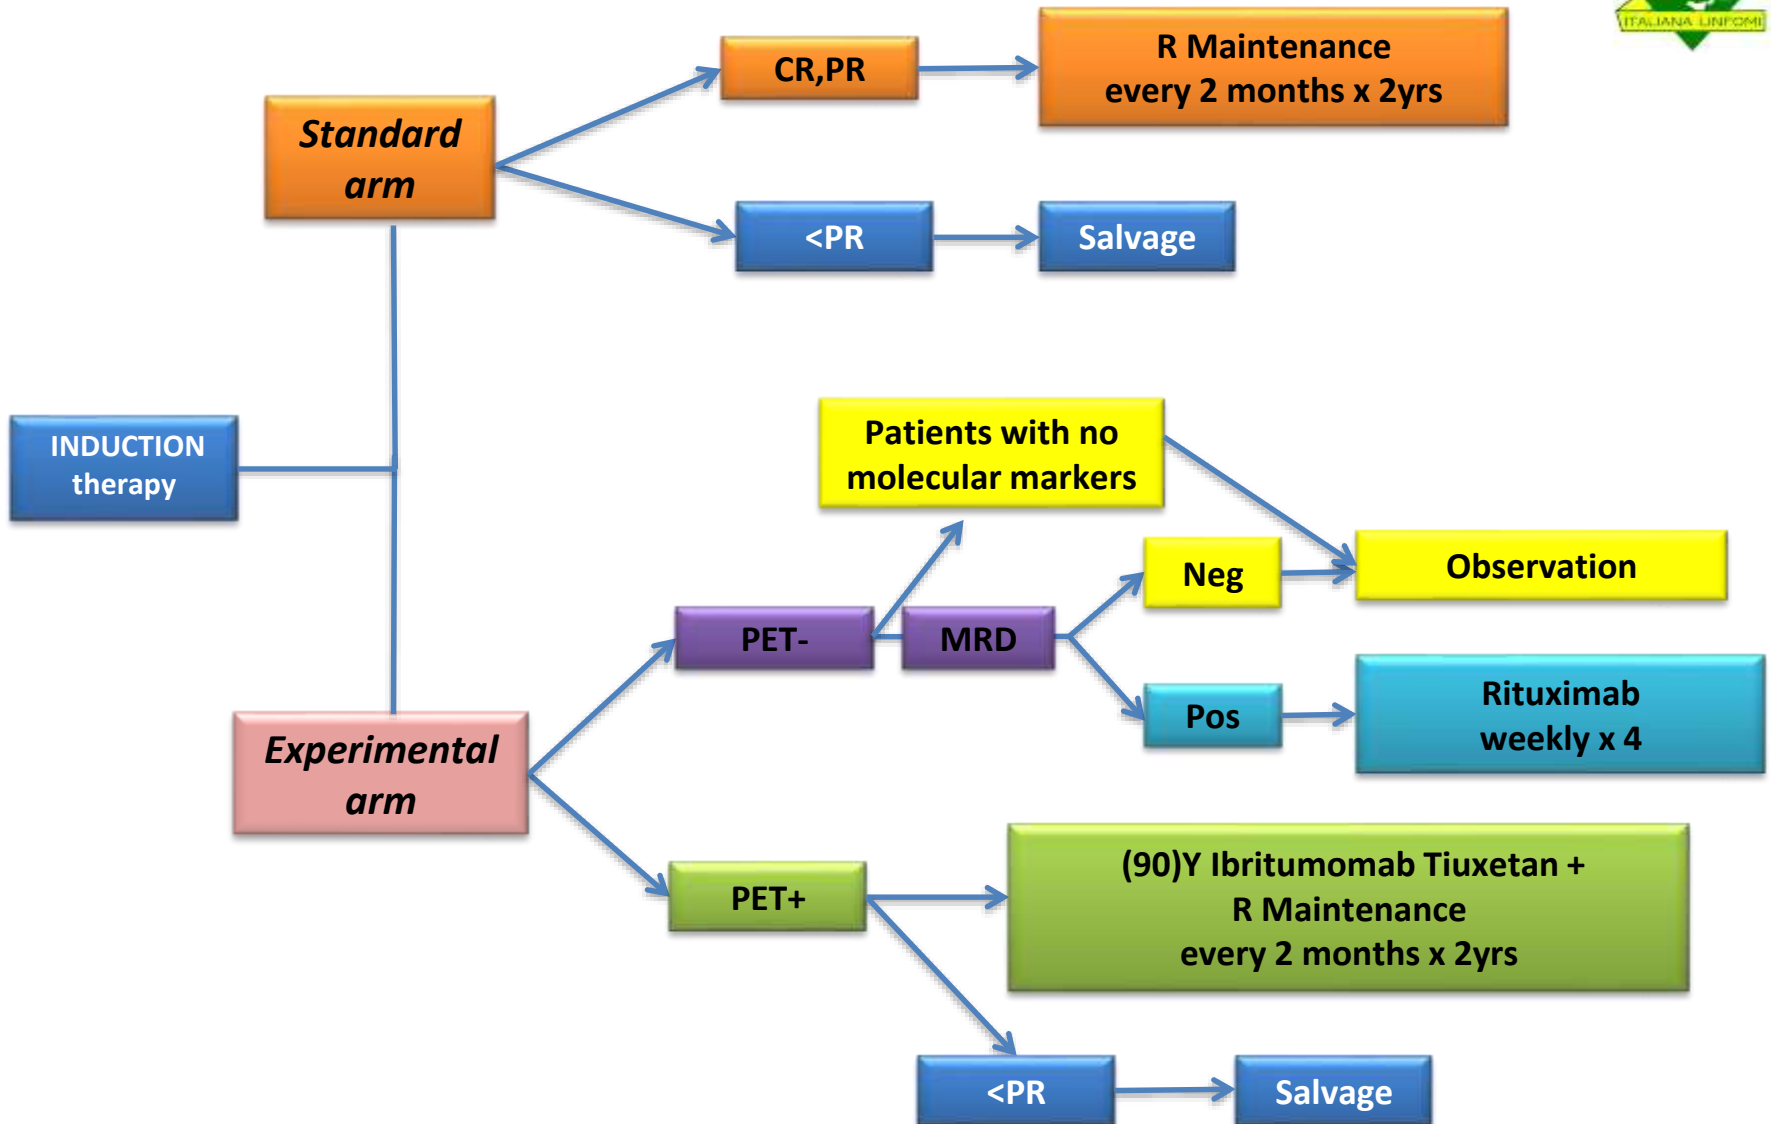 ITALIANA LINFOMI
CR,PR
R Maintenance
every 2 months x 2yrs
Standard
arm
<PR
Salvage
INDUCTION
therapy
Patients with no
molecular markers
Neg
Observation
PET-
MRD
Pos
Rituximab
weekly x 4
Experimental
arm
PET+
(90)Y Ibritumomab Tiuxetan +
R Maintenance
every 2 months x 2yrs
<PR
Salvage